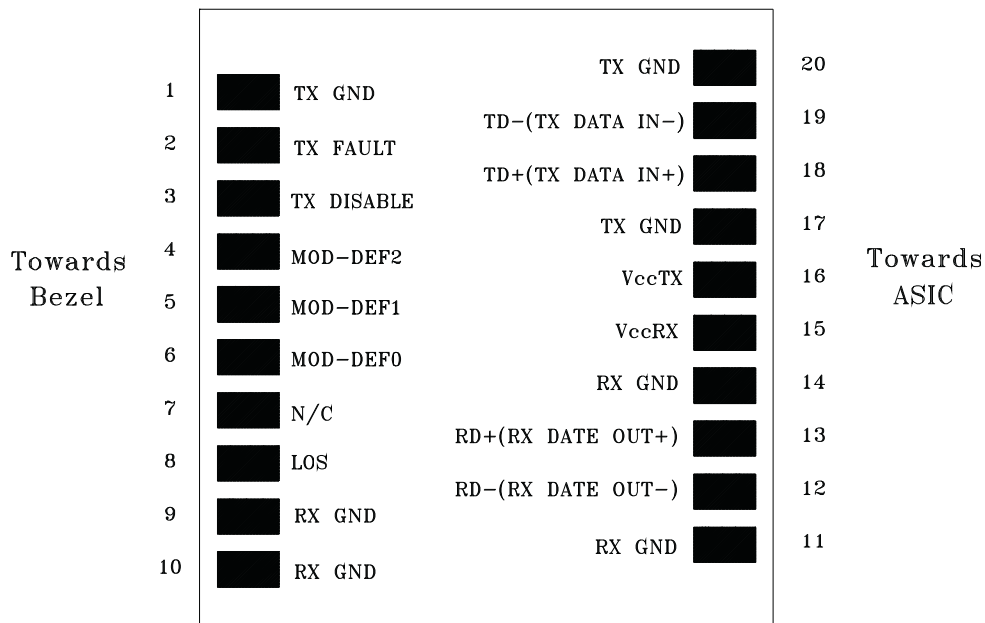 Towards
Bezel
1 TX GND
2 TX FAULT
3 TX DISABLE
4 MOD-DEF2
5 MOD-DEF1
6 MOD-DEF0
7 N/C
8 LOS
9 RX GND
10 RX GND
TX GND 20
TD-(TX DATA IN-) 19
TD+(TX DATA IN+) 18
TX GND 17
VccTX 16
VccRX 15
RX GND 14
RD+(RX DATE OUT+) 13
RD-(RX DATE OUT-) 12
RX GND 11
Towards
ASIC